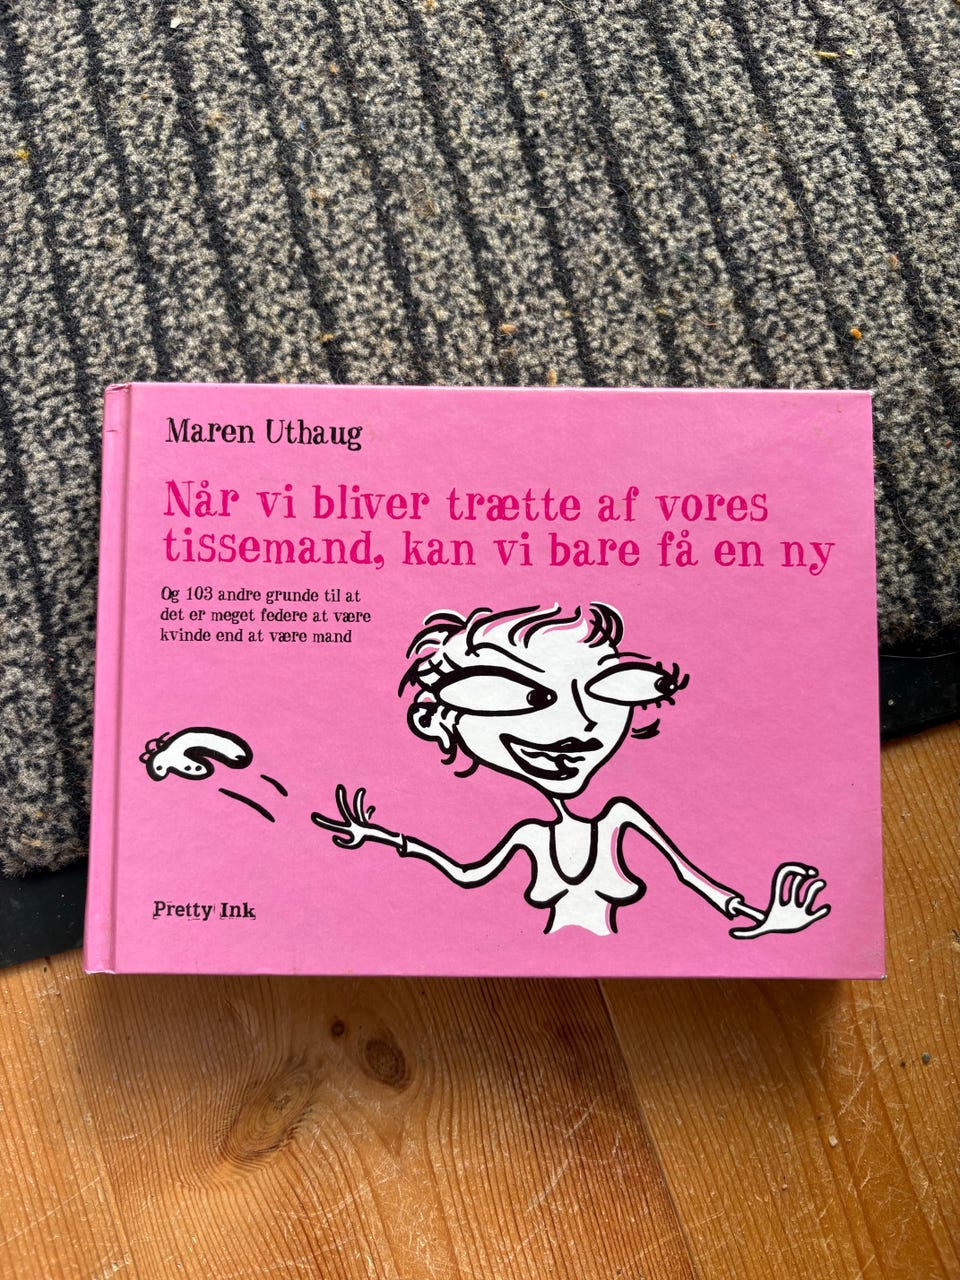 Maren Uthaug
Når vi bliver trætte af vores
tissemand, kan vi bare få en ny
Og 103 andre grunde til at
det er meget federe at være
kvinde end at være mand
Pretty Ink